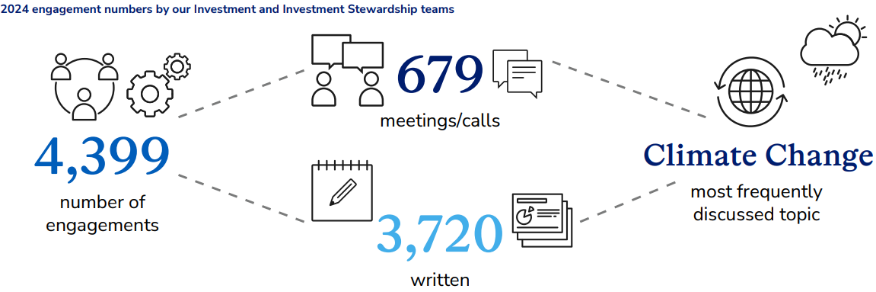 2024 engagement numbers by our Investment and Investment Stewardship teams
4,399
number of
engagements
679
meetings/calls
3,720
written
Climate Change
most frequently
discussed topic